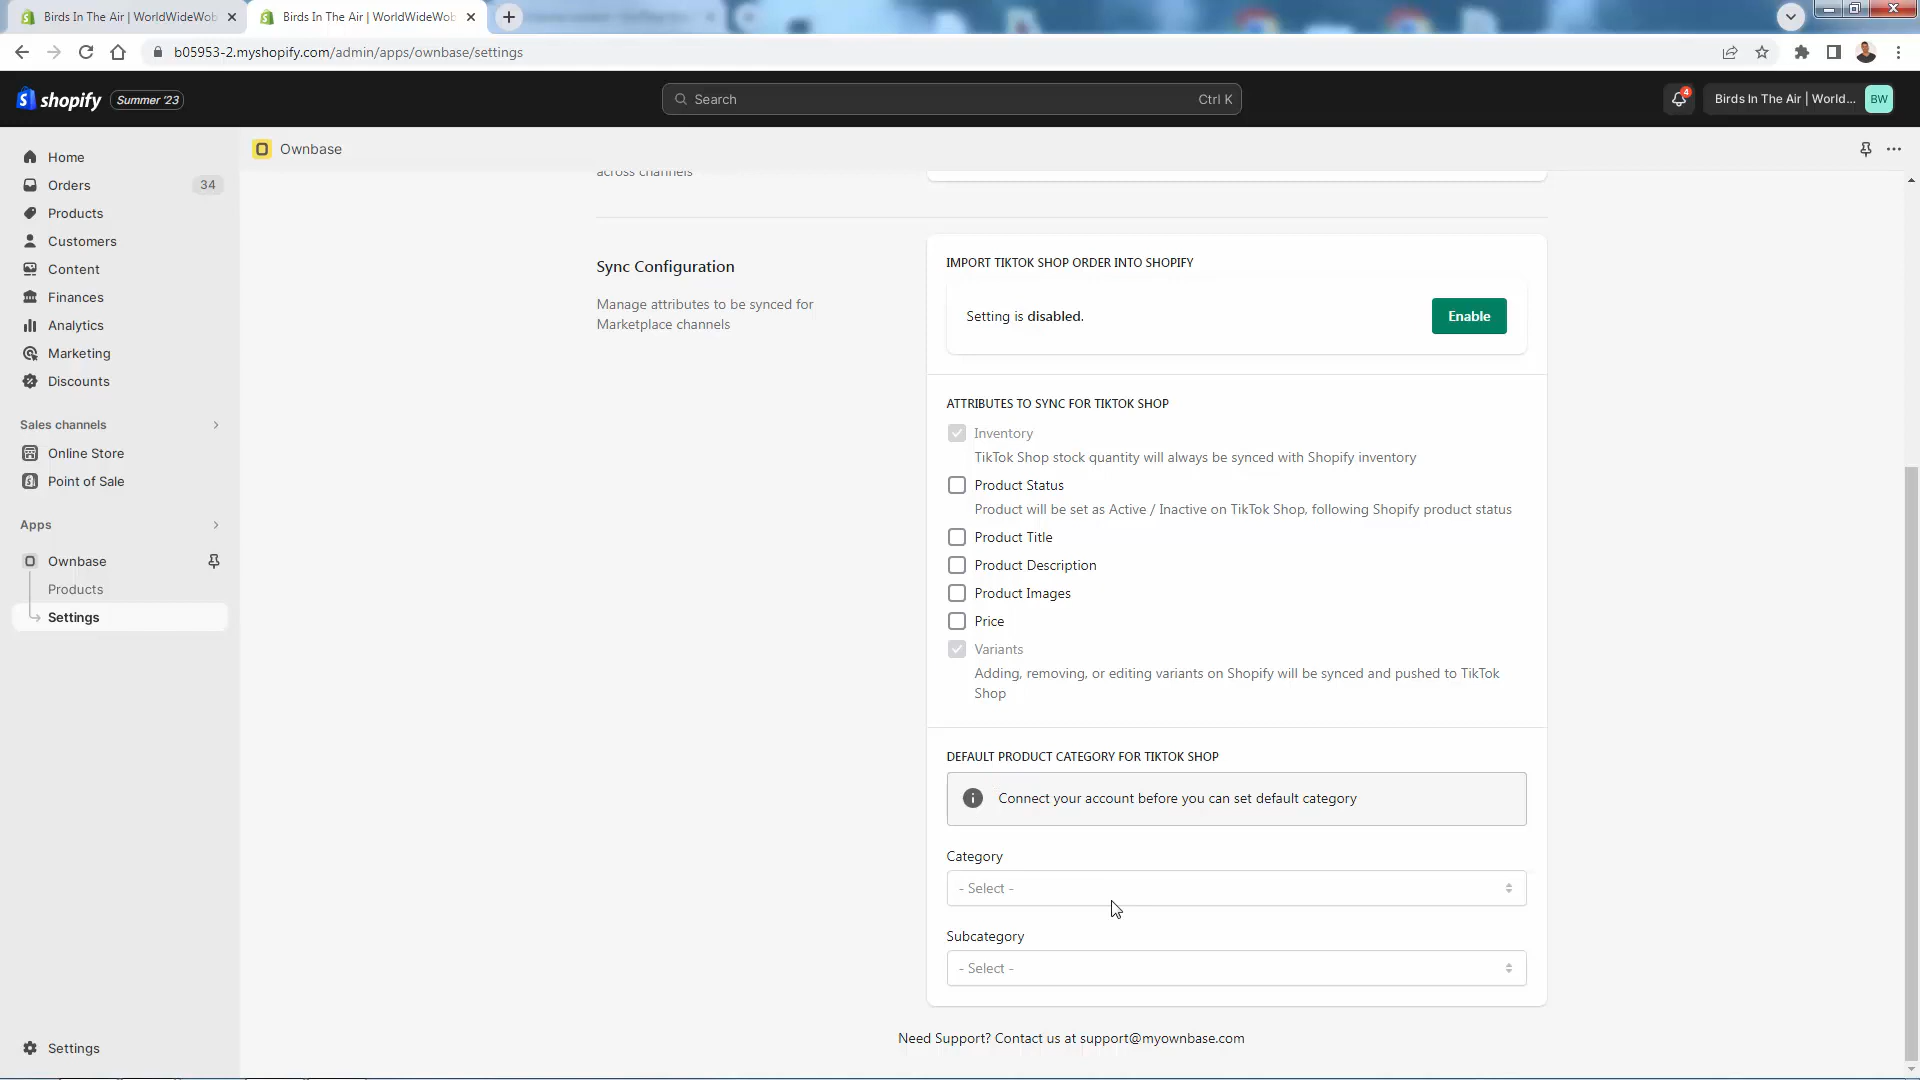 Birds In The Air | WorldWideWob
Birds In The Air | WorldWideWob
b05953-2.myshopify.com/admin/apps/ownbase/settings
shopify
Summer '23
Search
Ctrl K
4
Birds In The Air | World...
BW
Home
Orders
34
Products
Customers
Content
Finances
Analytics
Marketing
Discounts
Sales channels
Online Store
Point of Sale
Apps
Ownbase
Products
Settings
Settings
Ownbase
across channels
Sync Configuration
Manage attributes to be synced for
Marketplace channels
IMPORT TIKTOK SHOP ORDER INTO SHOPIFY
Setting is disabled.
Enable
ATTRIBUTES TO SYNC FOR TIKTOK SHOP
Inventory
TikTok Shop stock quantity will always be synced with Shopify inventory
Product Status
Product will be set as Active / Inactive on TikTok Shop, following Shopify product status
Product Title
Product Description
Product Images
Price
Variants
Adding, removing, or editing variants on Shopify will be synced and pushed to TikTok
Shop
DEFAULT PRODUCT CATEGORY FOR TIKTOK SHOP
Connect your account before you can set default category
Category
- Select -
Subcategory
- Select -
Need Support? Contact us at support@myownbase.com